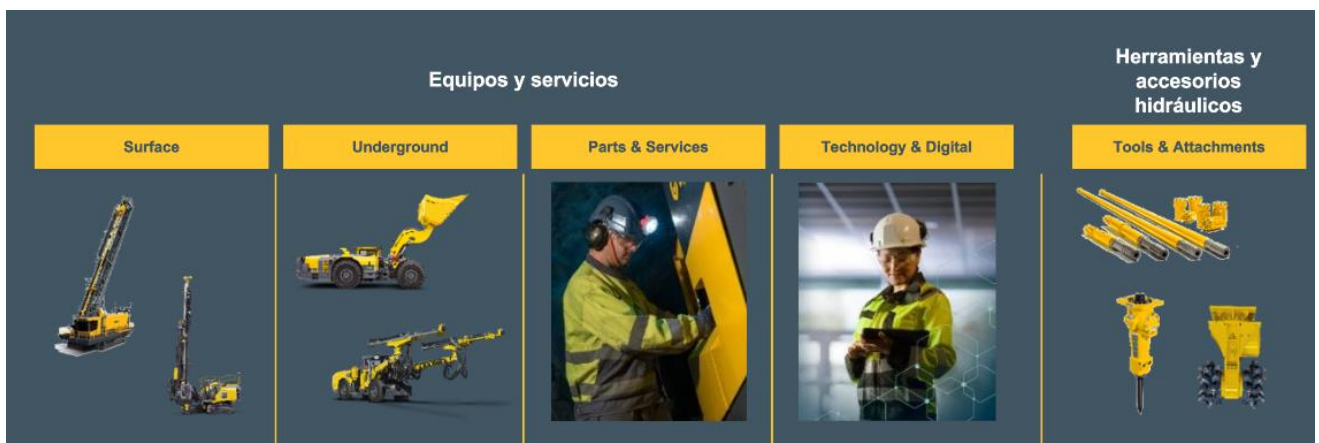 Equipos y servicios
Herramientas y
accesorios
hidráulicos
Surface
Underground
Parts & Services
Technology & Digital
Tools & Attachments